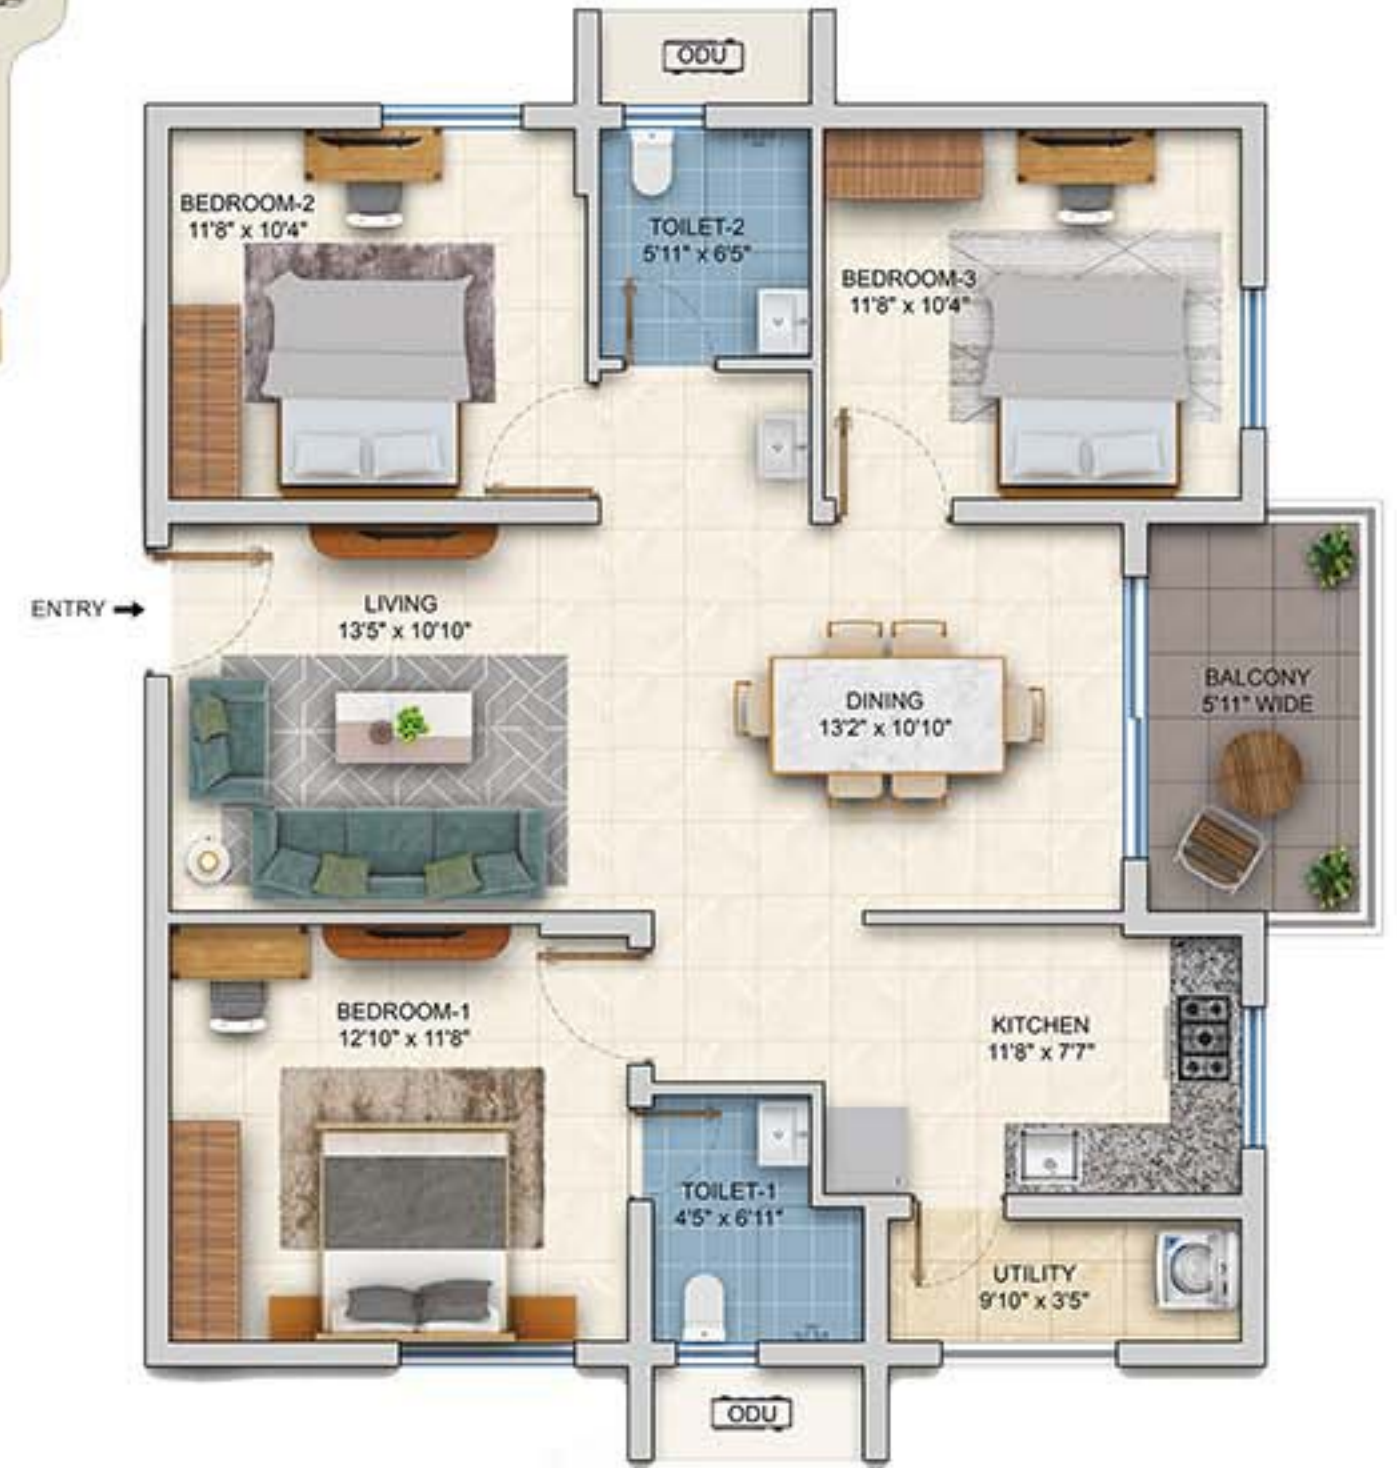 ODU
BEDROOM-2
11'8" x 10'4"
TOILET-2
5'11" x 6'5"
BEDROOM-3
11'8" x 10'4"
ENTRY
LIVING
13'5" x 10'10"
DINING
13'2" x 10'10"
BALCONY
5'11" WIDE
BEDROOM-1
12'10" x 11'8"
KITCHEN
11'8" x 7'7"
TOILET-1
4'5" x 6'11"
UTILITY
9'10" x 3'5"
ODU